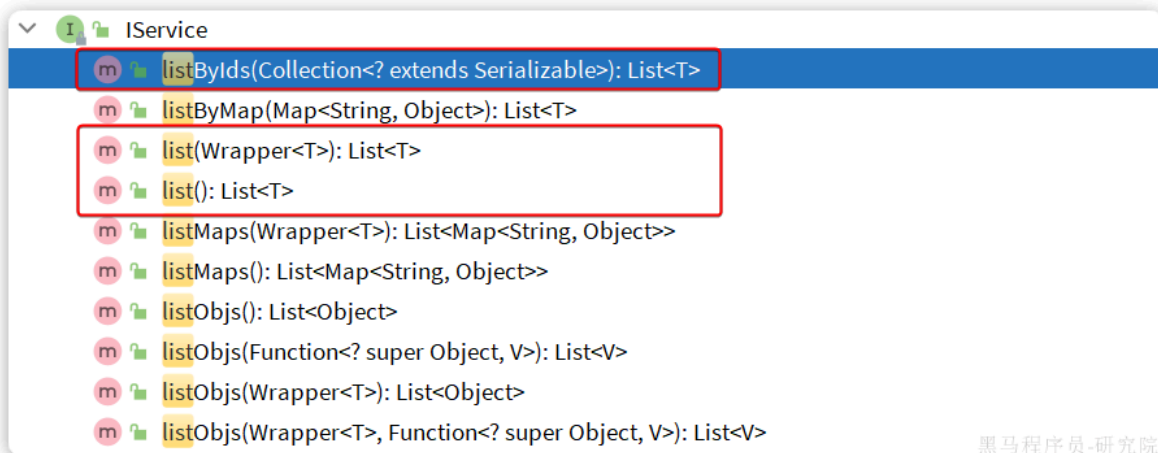 IService
listByIds(Collection<? extends Serializable>): List<T>
listByMap(Map<String, Object>): List<T>
list(Wrapper<T>): List<T>
list(): List<T>
listMaps(Wrapper<T>): List<Map<String, Object>>
listMaps(): List<Map<String, Object>>
listObjs(): List<Object>
listObjs(Function<? super Object, V>): List<V>
listObjs(Wrapper<T>): List<Object>
listObjs(Wrapper<T>, Function<? super Object, V>): List<V>
黑马程序员-研究院